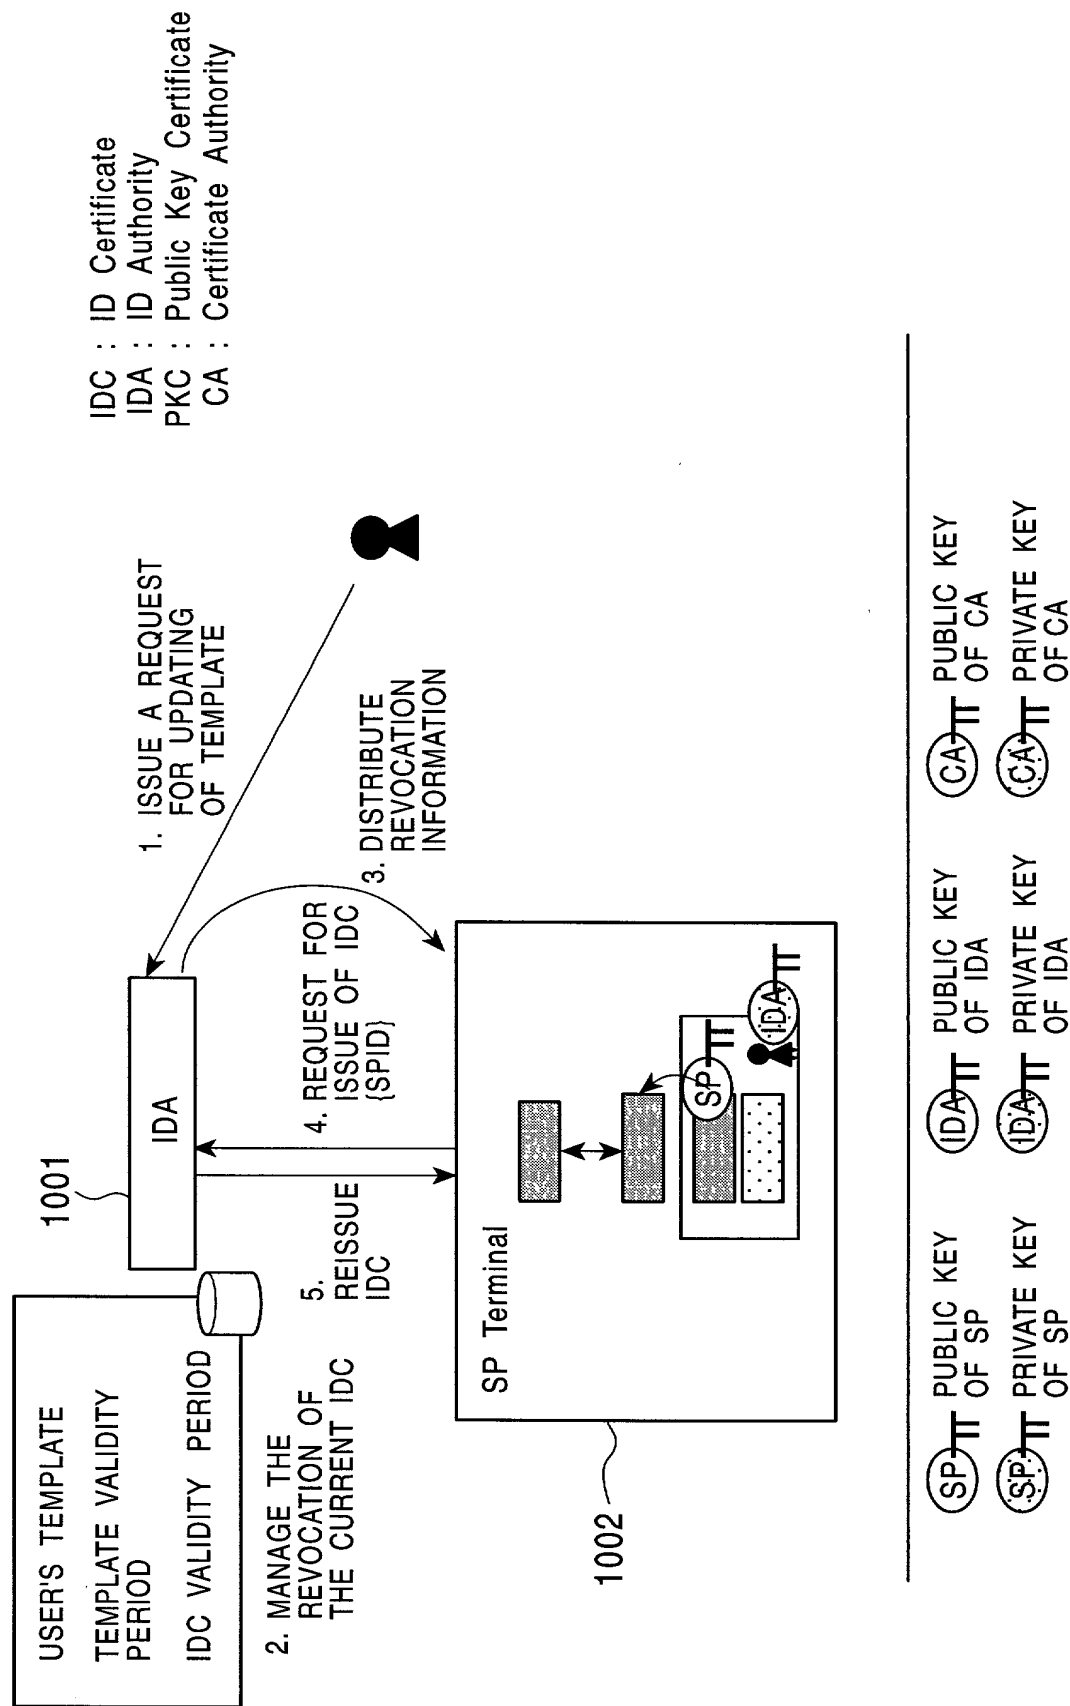 IDC : ID Certificate
IDA : ID Authority
PKC : Public Key Certificate
CA : Certificate Authority
USER'S TEMPLATE
TEMPLATE VALIDITY
PERIOD
IDC VALIDITY PERIOD
1001
IDA
1. ISSUE A REQUEST
FOR UPDATING
OF TEMPLATE
2. MANAGE THE
REVOCATION OF
THE CURRENT IDC
5.
REISSUE
IDC
4. REQUEST FOR
ISSUE OF IDC
{SPID}
3. DISTRIBUTE
REVOCATION
INFORMATION
SP Terminal
SP
IDA
1002
SP PUBLIC KEY
OF SP
IDA PUBLIC KEY
OF IDA
CA PUBLIC KEY
OF CA
SP PRIVATE KEY
OF SP
IDA PRIVATE KEY
OF IDA
CA PRIVATE KEY
OF CA